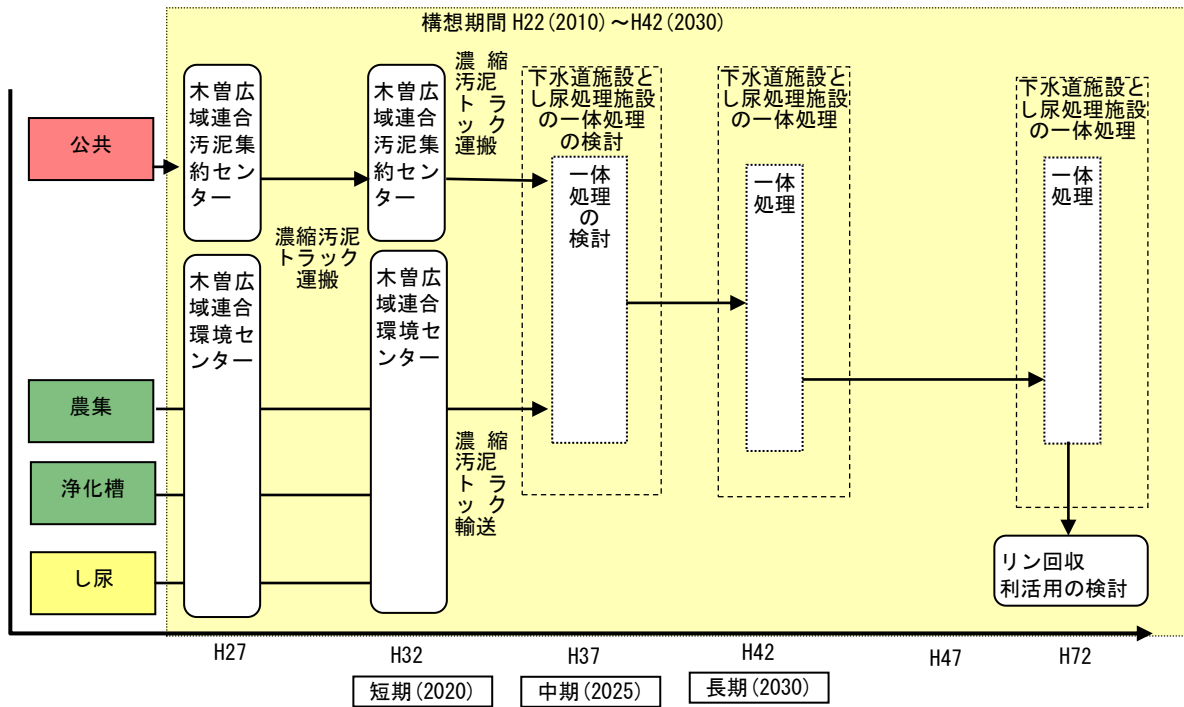 構想期間 H22(2010)～H42(2030)
公共
農集
浄化槽
し尿
木曽広
域連合
汚泥集
約セン
ター
木曽広
域連合
環境セ
ンター
濃縮汚泥
トラック
運搬
木曽広
域連合
汚泥集
約セン
ター
木曽広
域連合
環境セ
ンター
濃 縮
汚泥
ト ラ
ック
運搬
濃 縮
汚泥
ト ラ
ック
輸送
下水道施設と
し尿処理施設
の一体処理
の検討
一体
処理
の
検討
下水道施設と
し尿処理施設
の一体処理
一体
処理
下水道施設と
し尿処理施設
の一体処理
一体
処理
リン回収
利活用の検討
H27
H32
H37
H42
H47
H72
短期(2020)
中期(2025)
長期(2030)